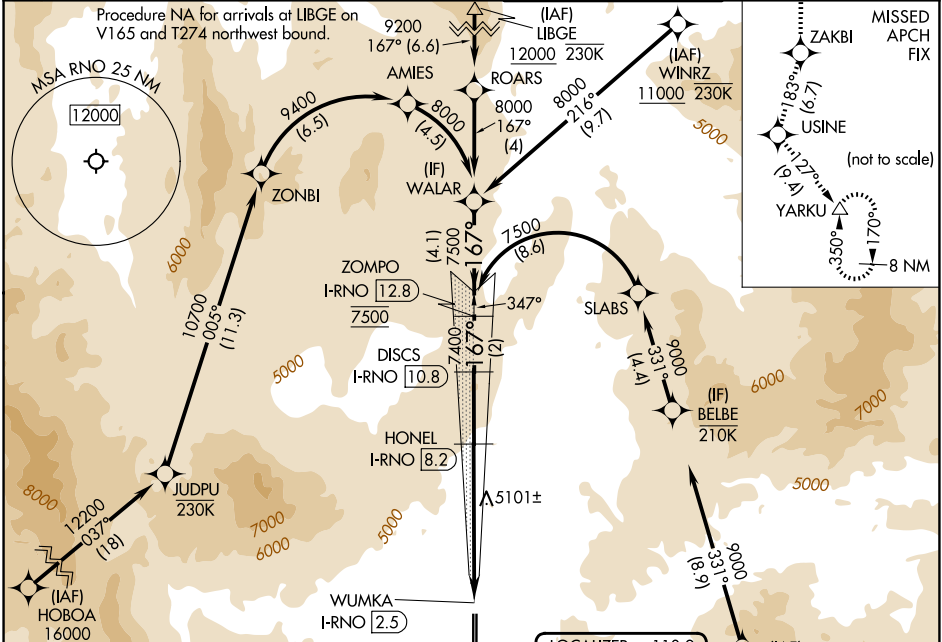 Procedure NA for arrivals at LIBGE on
V165 and T274 northwest bound.
MSA RNO 25 NM
12000
9200
167° (6.6)
(IAF)
LIBGE
12000 230K
(IAF)
WINRZ
11000 230K
MISSED
APCH
FIX
ZAKBI
183°
(6.7)
USINE
127°
(9.4)
(not to scale)
YARKU
350°
170°
8 NM
AMIES
ROARS
9400
(6.5)
8000
(4.5)
8000
167°
(4)
8000
216°
(9.7)
5000
ZONBI
(IF)
WALAR
6000
(4.1)
7500
167°
7500
(8.6)
ZOMPO
I-RNO 12.8
7500
347°
SLABS
10700
005°
(11.3)
7400
167°
(2)
DISCS
I-RNO 10.8
5000
9000
331°
(4.4)
(IF)
BELBE
210K
6000
7000
HONEL
I-RNO 8.2
5101±
JUDPU
230K
8000
7000
6000
5000
5000
12200
037°
(18)
9000
331°
(8.9)
(IAF)
HOBOA
16000
WUMKA
I-RNO 2.5